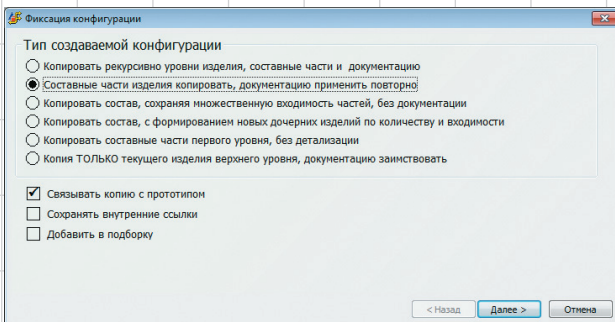 Фиксация конфигурации
Тип создаваемой конфигурации
Копировать рекурсивно уровни изделия, составные части и документацию
Составные части изделия копировать, документацию применить повторно
Копировать состав, сохраняя множественную входимость частей, без документации
Копировать состав, с формированием новых дочерних изделий по количеству и входимости
Копировать составные части первого уровня, без детализации
Копия ТОЛЬКО текущего изделия верхнего уровня, документацию заимствовать
Связывать копию с прототипом
Сохранять внутренние ссылки
Добавить в подборку
< Назад Далее > Отмена